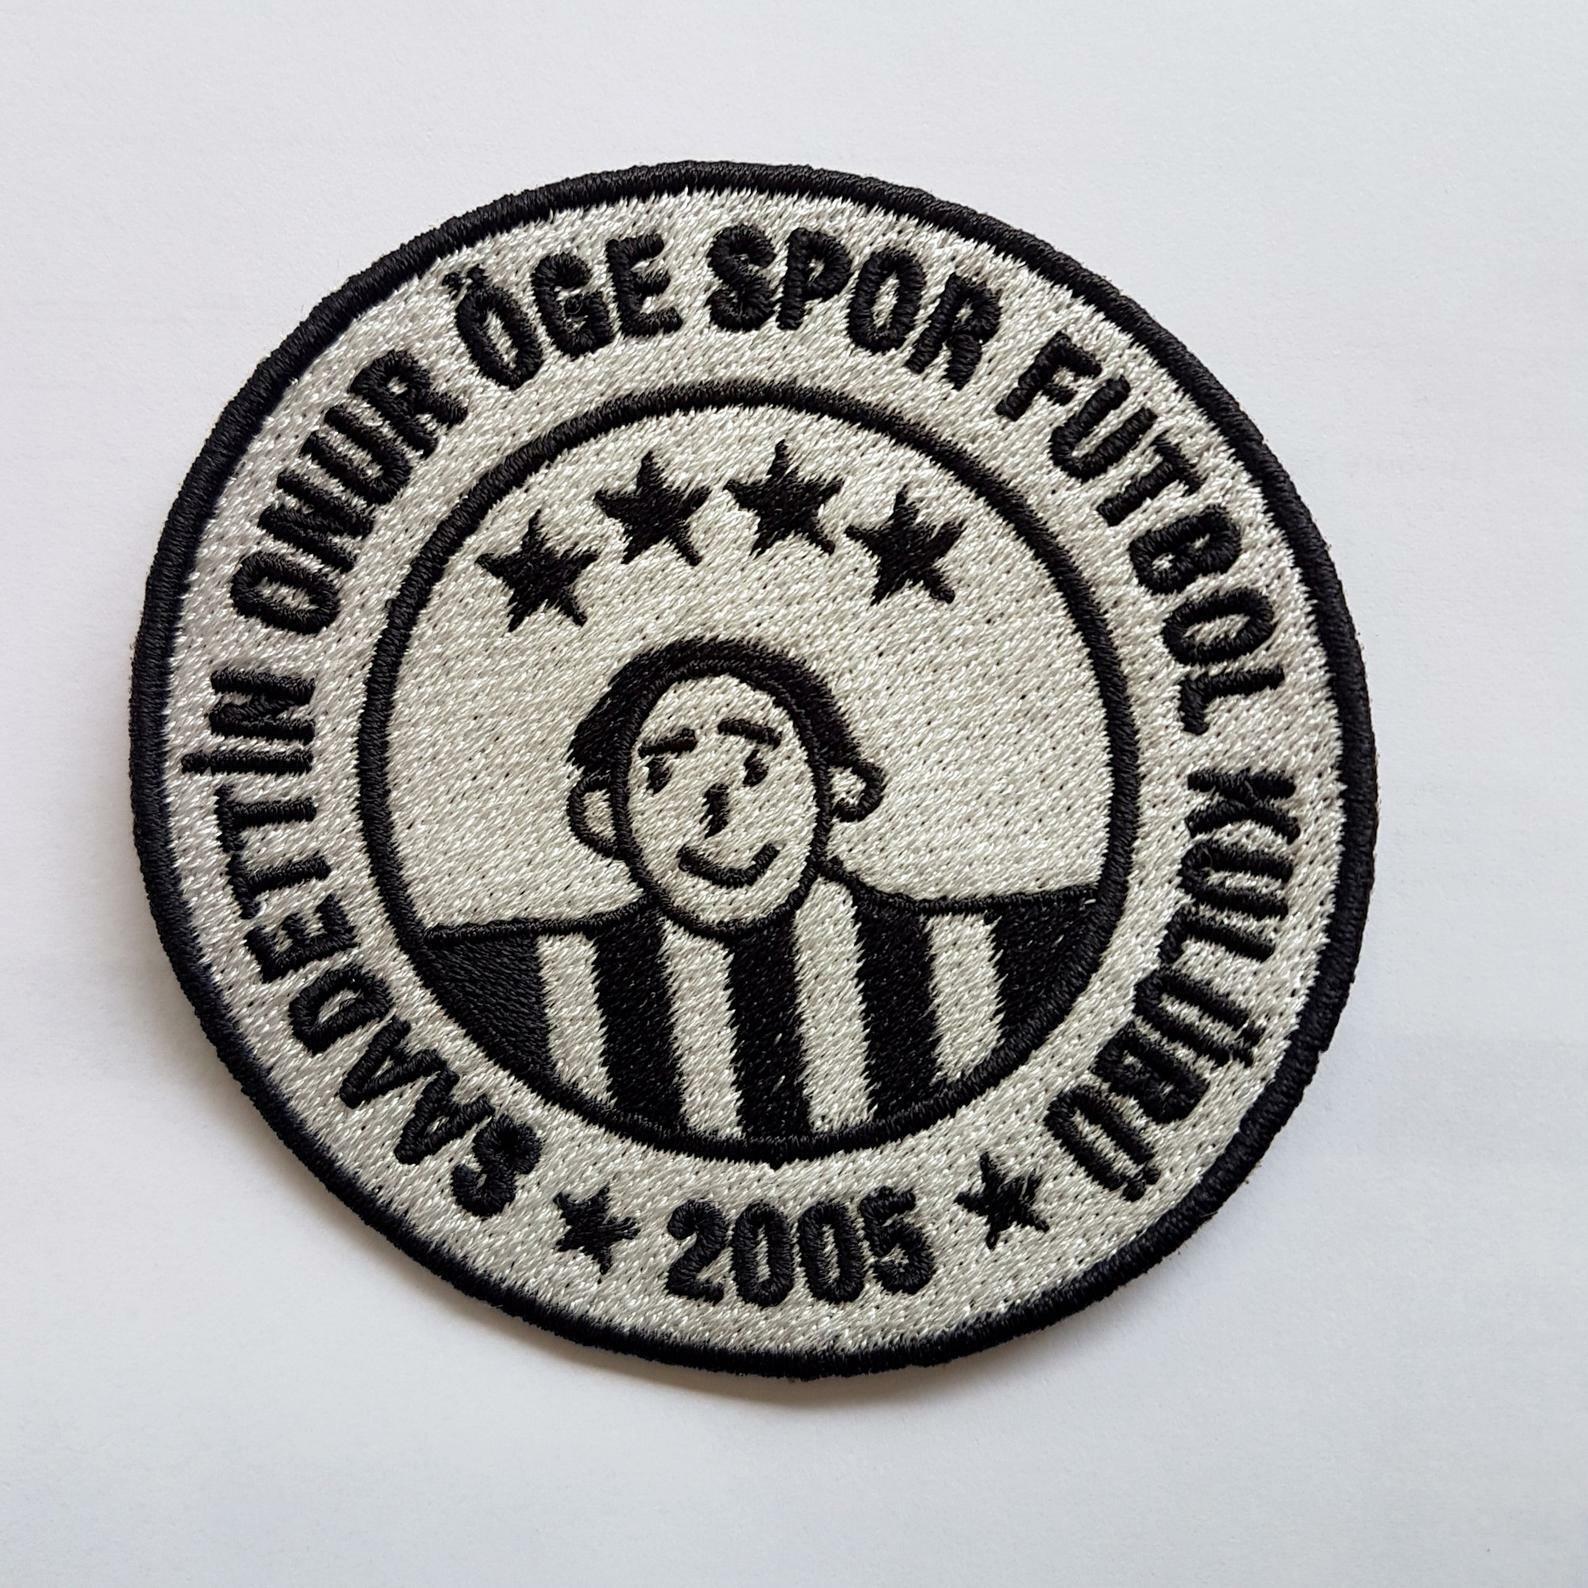 SAADETTİN ONUR ÖGE SPOR FUTBOL KULÜBÜ
2005